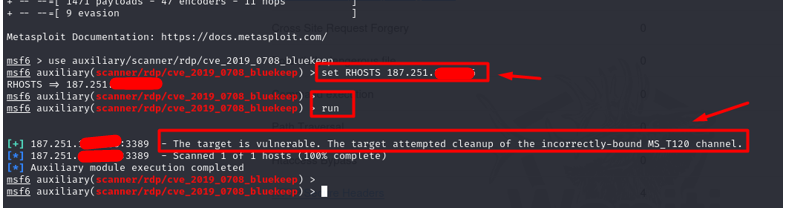 + -- --=[ 1471 payloads - 47 encoders - 11 nops ]
+ -- --=[ 9 evasion ]
Metasploit Documentation: https://docs.metasploit.com/
msf6 > use auxiliary/scanner/rdp/cve_2019_0708_bluekeep
msf6 auxiliary(scanner/rdp/cve_2019_0708_bluekeep) > set RHOSTS 187.251.
RHOSTS => 187.251.
msf6 auxiliary(scanner/rdp/cve_2019_0708_bluekeep) >
msf6 auxiliary(scanner/rdp/cve_2019_0708_bluekeep) > run
[+] 187.251. :3389 - The target is vulnerable. The target attempted cleanup of the incorrectly-bound MS_T120 channel.
[*] 187.251. :3389 - Scanned 1 of 1 hosts (100% complete)
[*] Auxiliary module execution completed
msf6 auxiliary(scanner/rdp/cve_2019_0708_bluekeep) >
msf6 auxiliary(scanner/rdp/cve_2019_0708_bluekeep) >